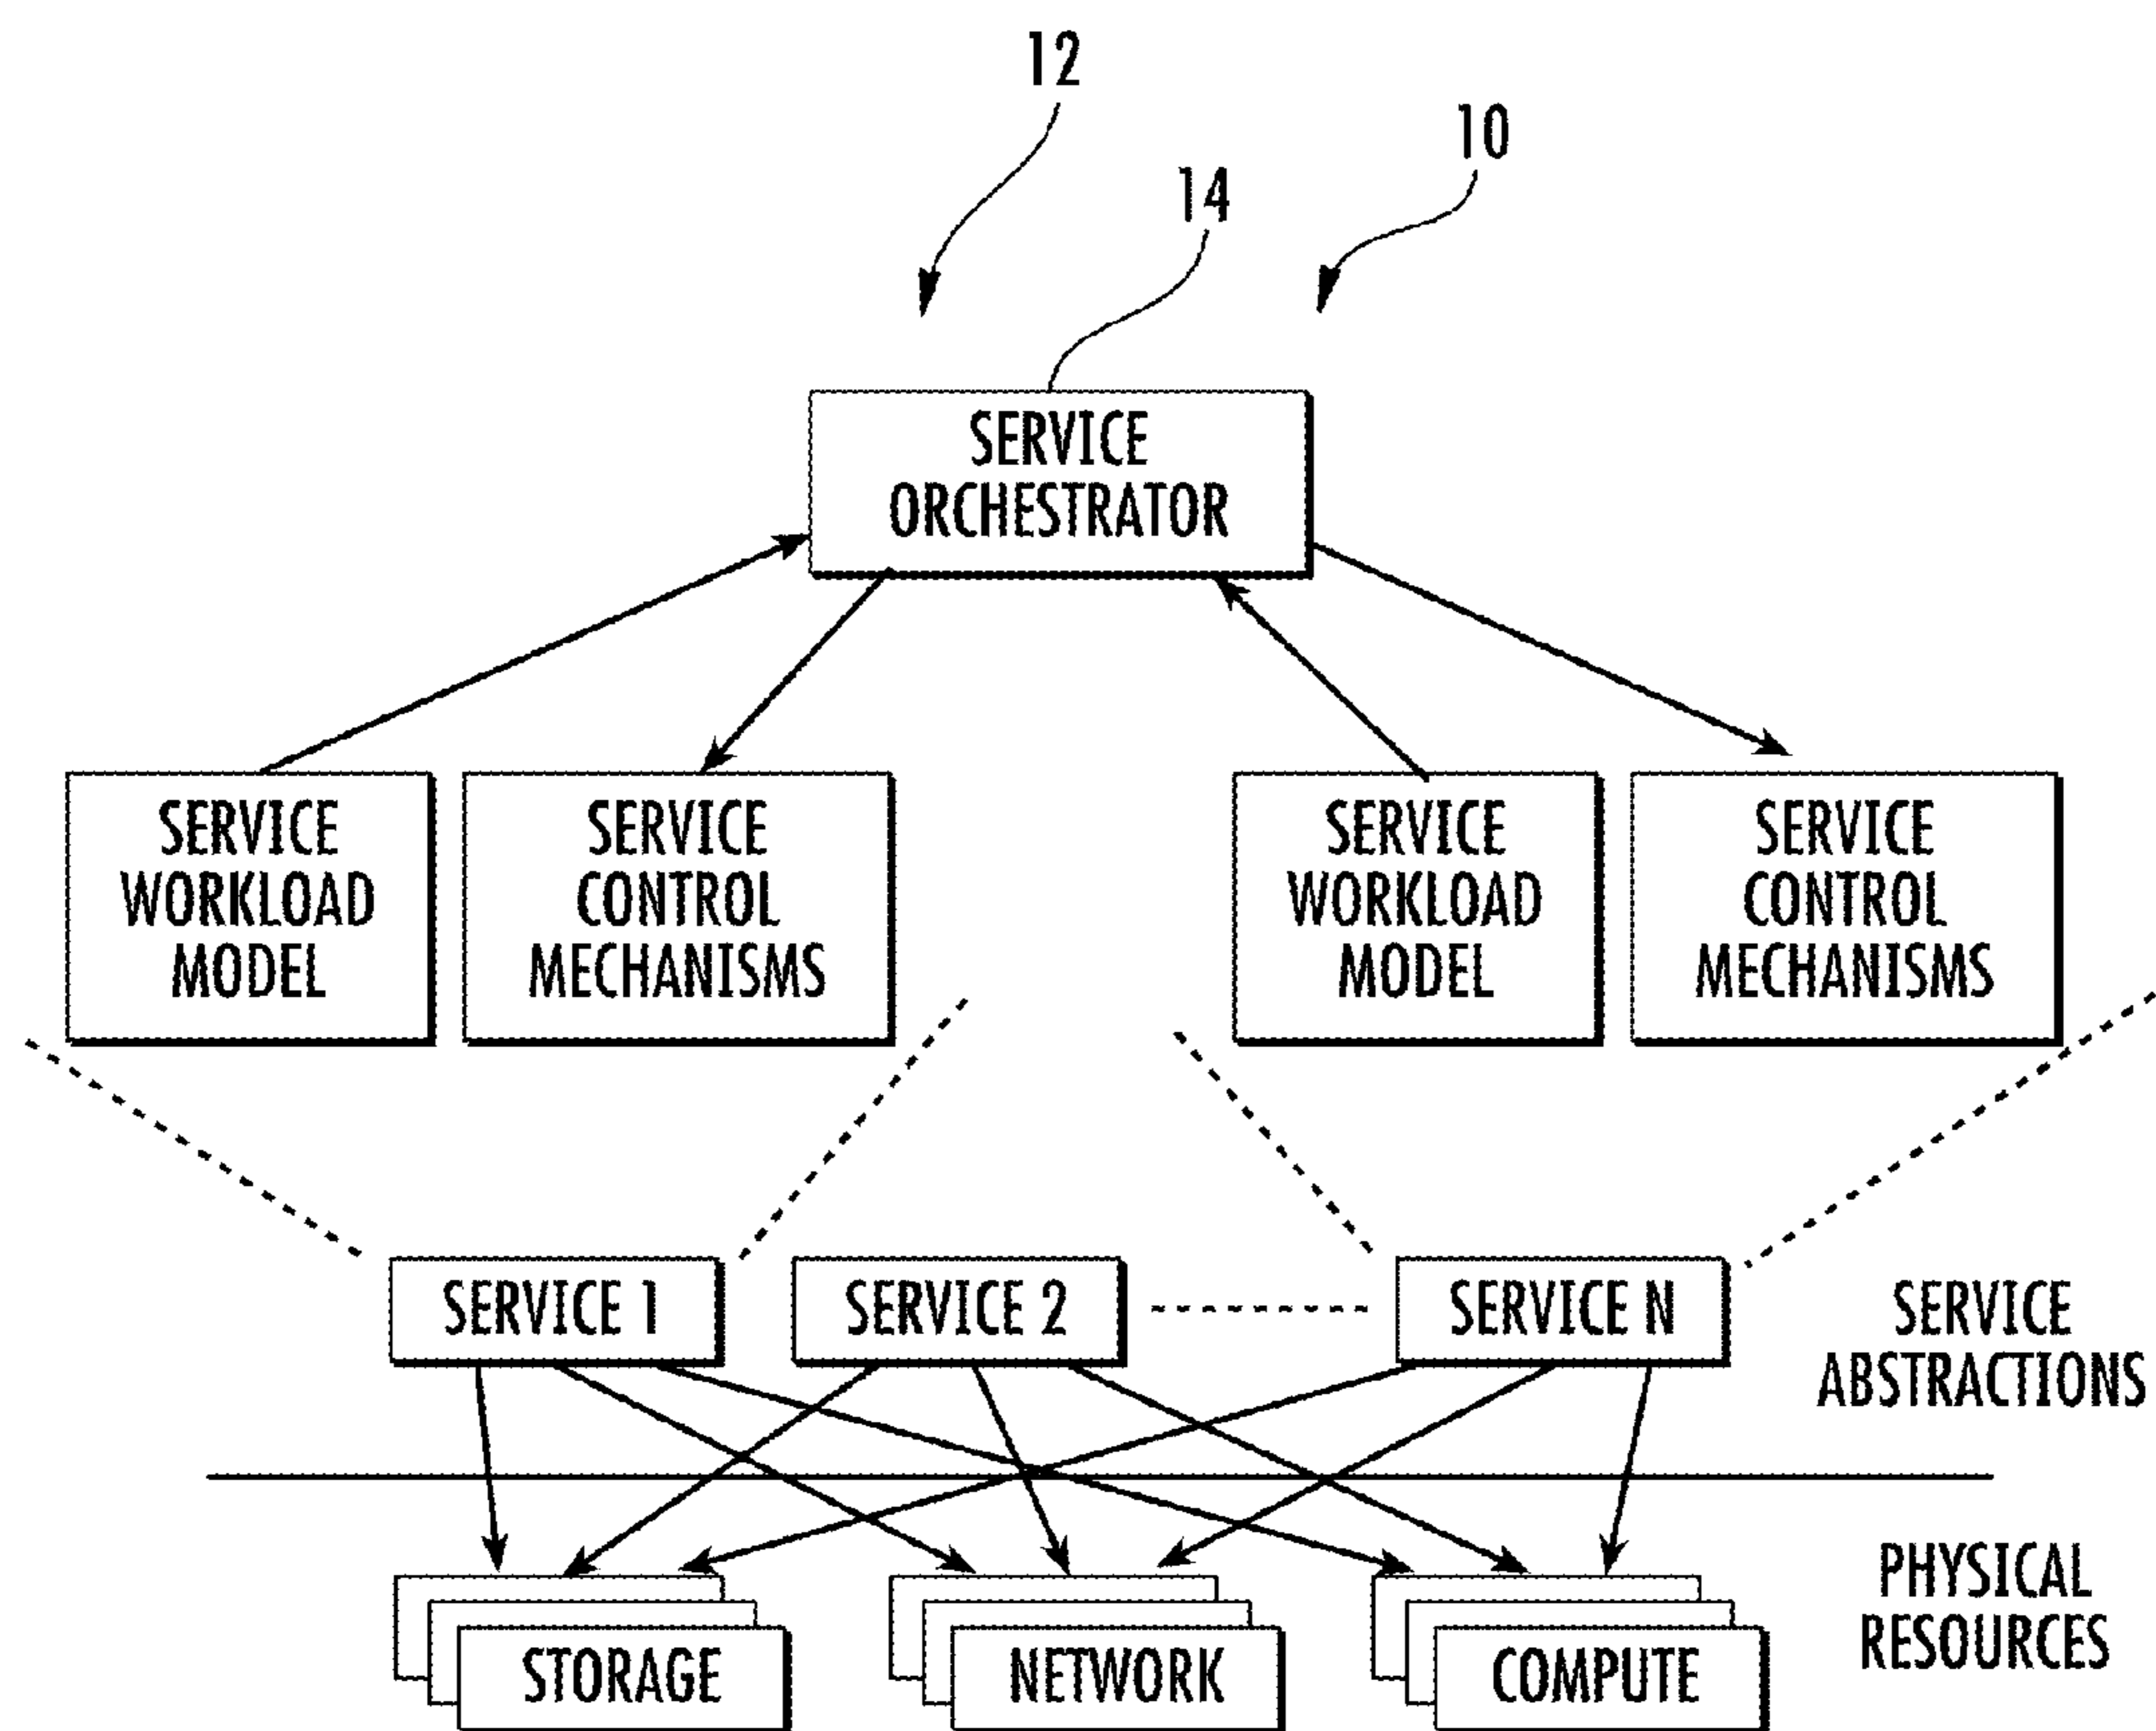 12
10
14
SERVICE
ORCHESTRATOR
SERVICE
WORKLOAD
MODEL
SERVICE
CONTROL
MECHANISMS
SERVICE
WORKLOAD
MODEL
SERVICE
CONTROL
MECHANISMS
SERVICE 1
SERVICE 2
SERVICE N
SERVICE
ABSTRACTIONS
PHYSICAL
RESOURCES
STORAGE
NETWORK
COMPUTE